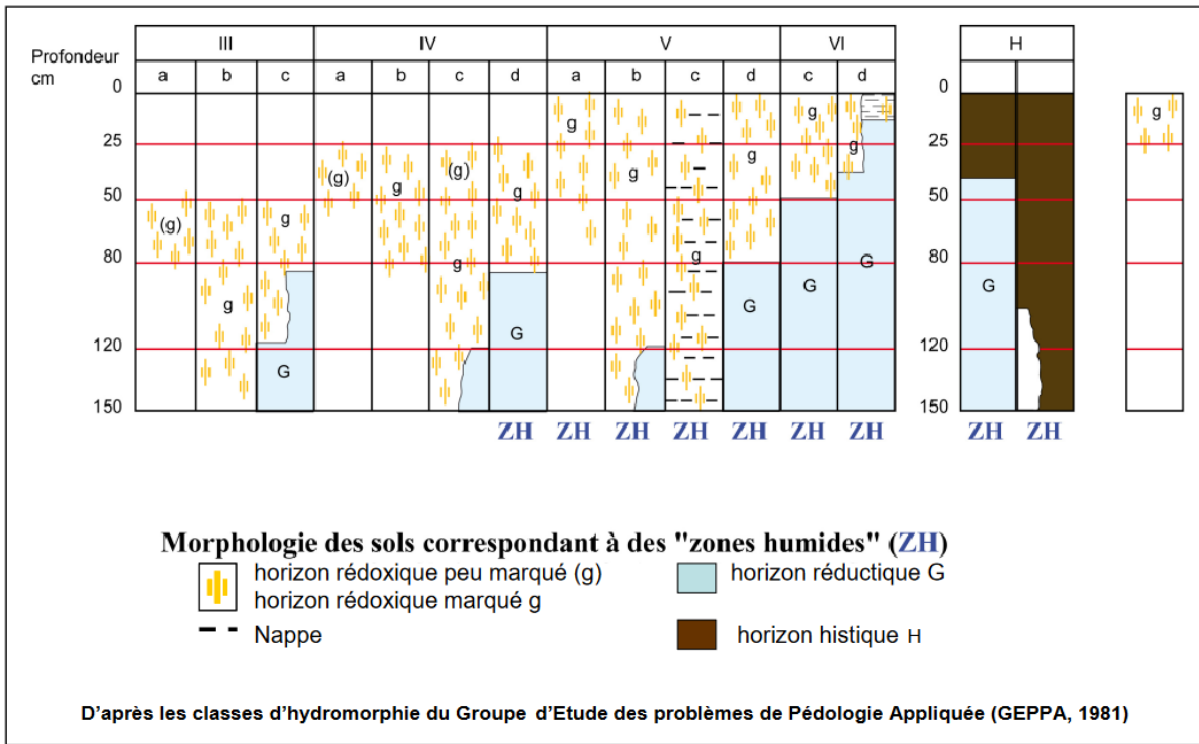 III IV V VI H
Profondeur
cm
a b c a b c d a b c d c d
0 0
g g g
g
(g) (g) g g g
25 25
(g) g g g
50 50
(g) g
g g
80 80
g G G G G
g G
120 120
G
150 150
ZH ZH ZH ZH ZH ZH ZH ZH ZH
Morphologie des sols correspondant à des "zones humides" (ZH)
horizon rédoxique peu marqué (g)
horizon rédoxique marqué g
Nappe
horizon réductique G
horizon histique H
D'après les classes d'hydromorphie du Groupe d'Etude des problèmes de Pédologie Appliquée (GEPPA, 1981)